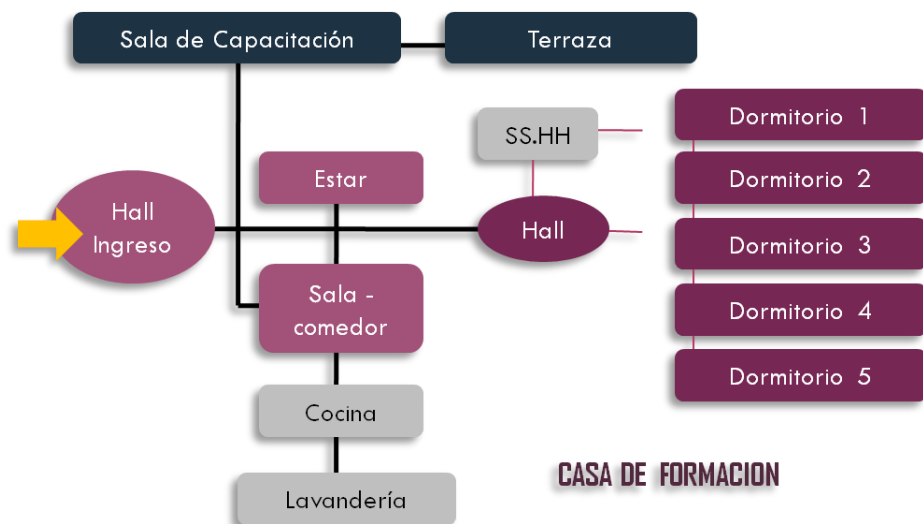 Sala de Capacitación
Terraza
Dormitorio 1
SS.HH
Dormitorio 2
Estar
Hall
Ingreso
Hall
Dormitorio 3
Sala -
comedor
Dormitorio 4
Dormitorio 5
Cocina
CASA DE FORMACION
Lavandería